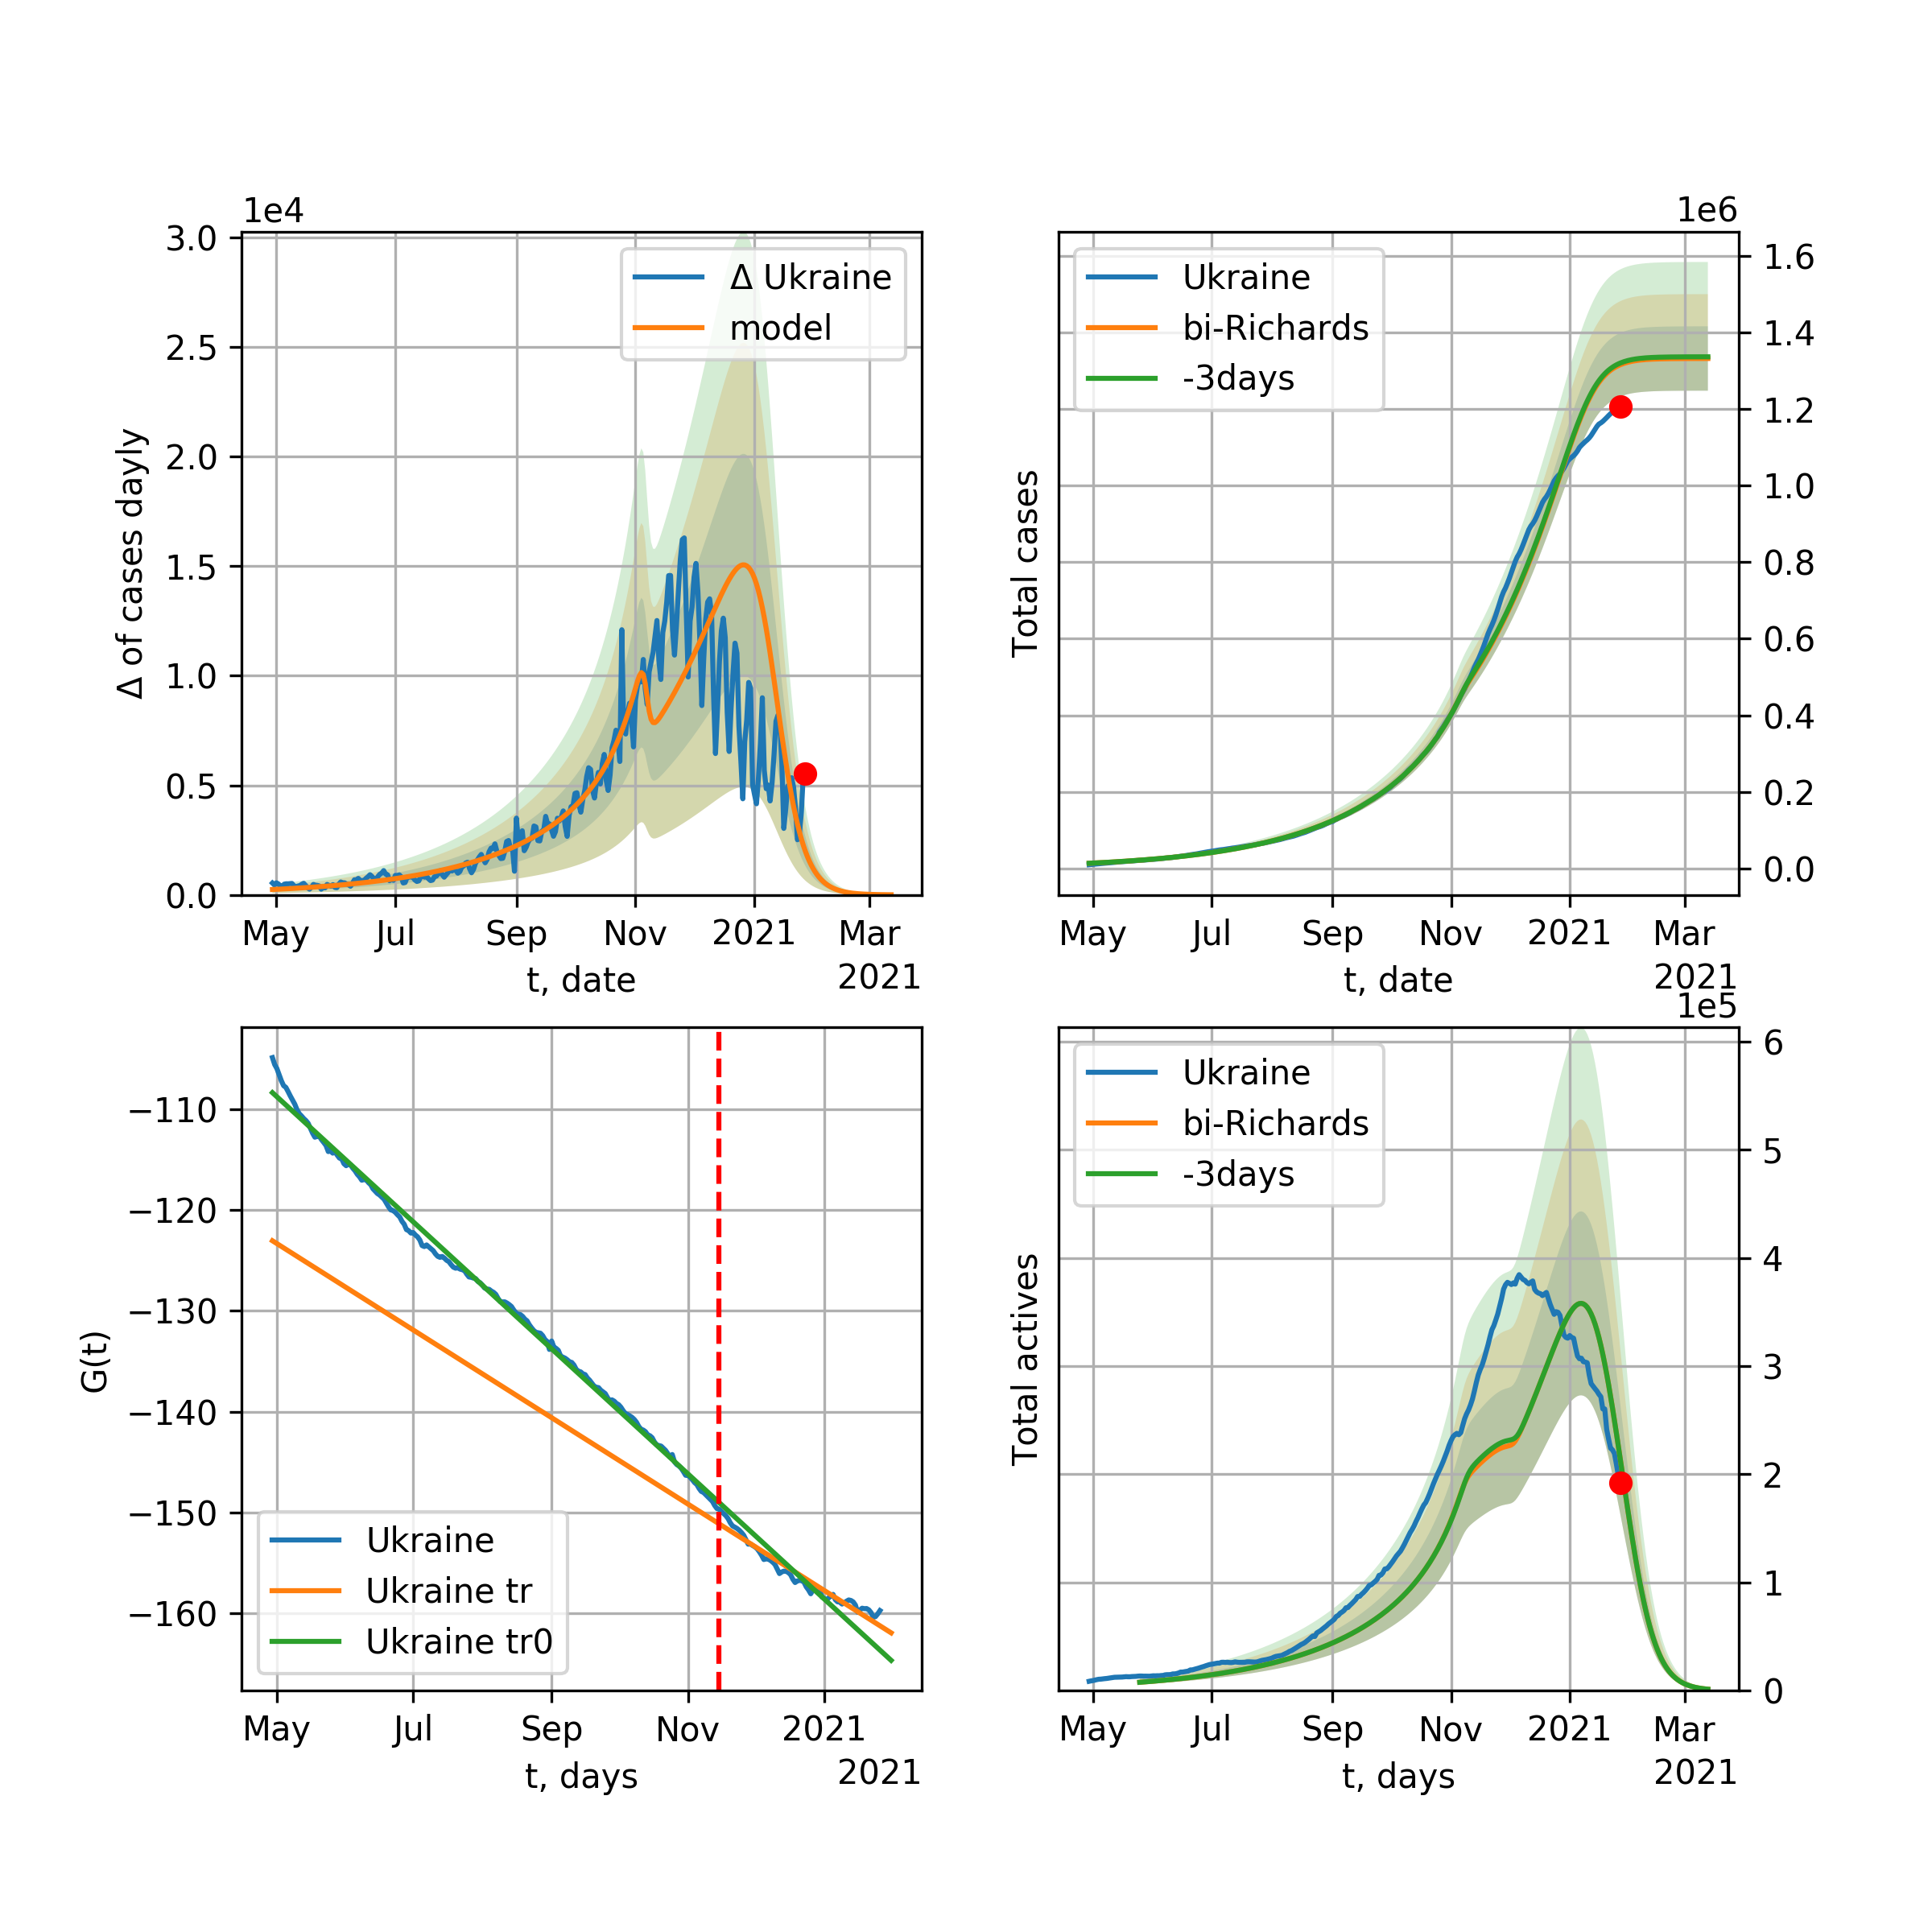 1e4
3.0
2.5
2.0
1.5
1.0
0.5
0.0
Δ of cases dayly
Δ Ukraine
model
May Jul Sep Nov 2021 Mar
t, date
2021
1e6
Ukraine
bi-Richards
-3days
Total cases
1.6
1.4
1.2
1.0
0.8
0.6
0.4
0.2
0.0
May Jul Sep Nov 2021 Mar
t, date
2021
G(t)
−110
−120
−130
−140
−150
−160
Ukraine
Ukraine tr
Ukraine tr0
May Jul Sep Nov 2021
t, days
2021
1e5
Ukraine
bi-Richards
-3days
Total actives
6
5
4
3
2
1
0
May Jul Sep Nov 2021 Mar
t, days
2021